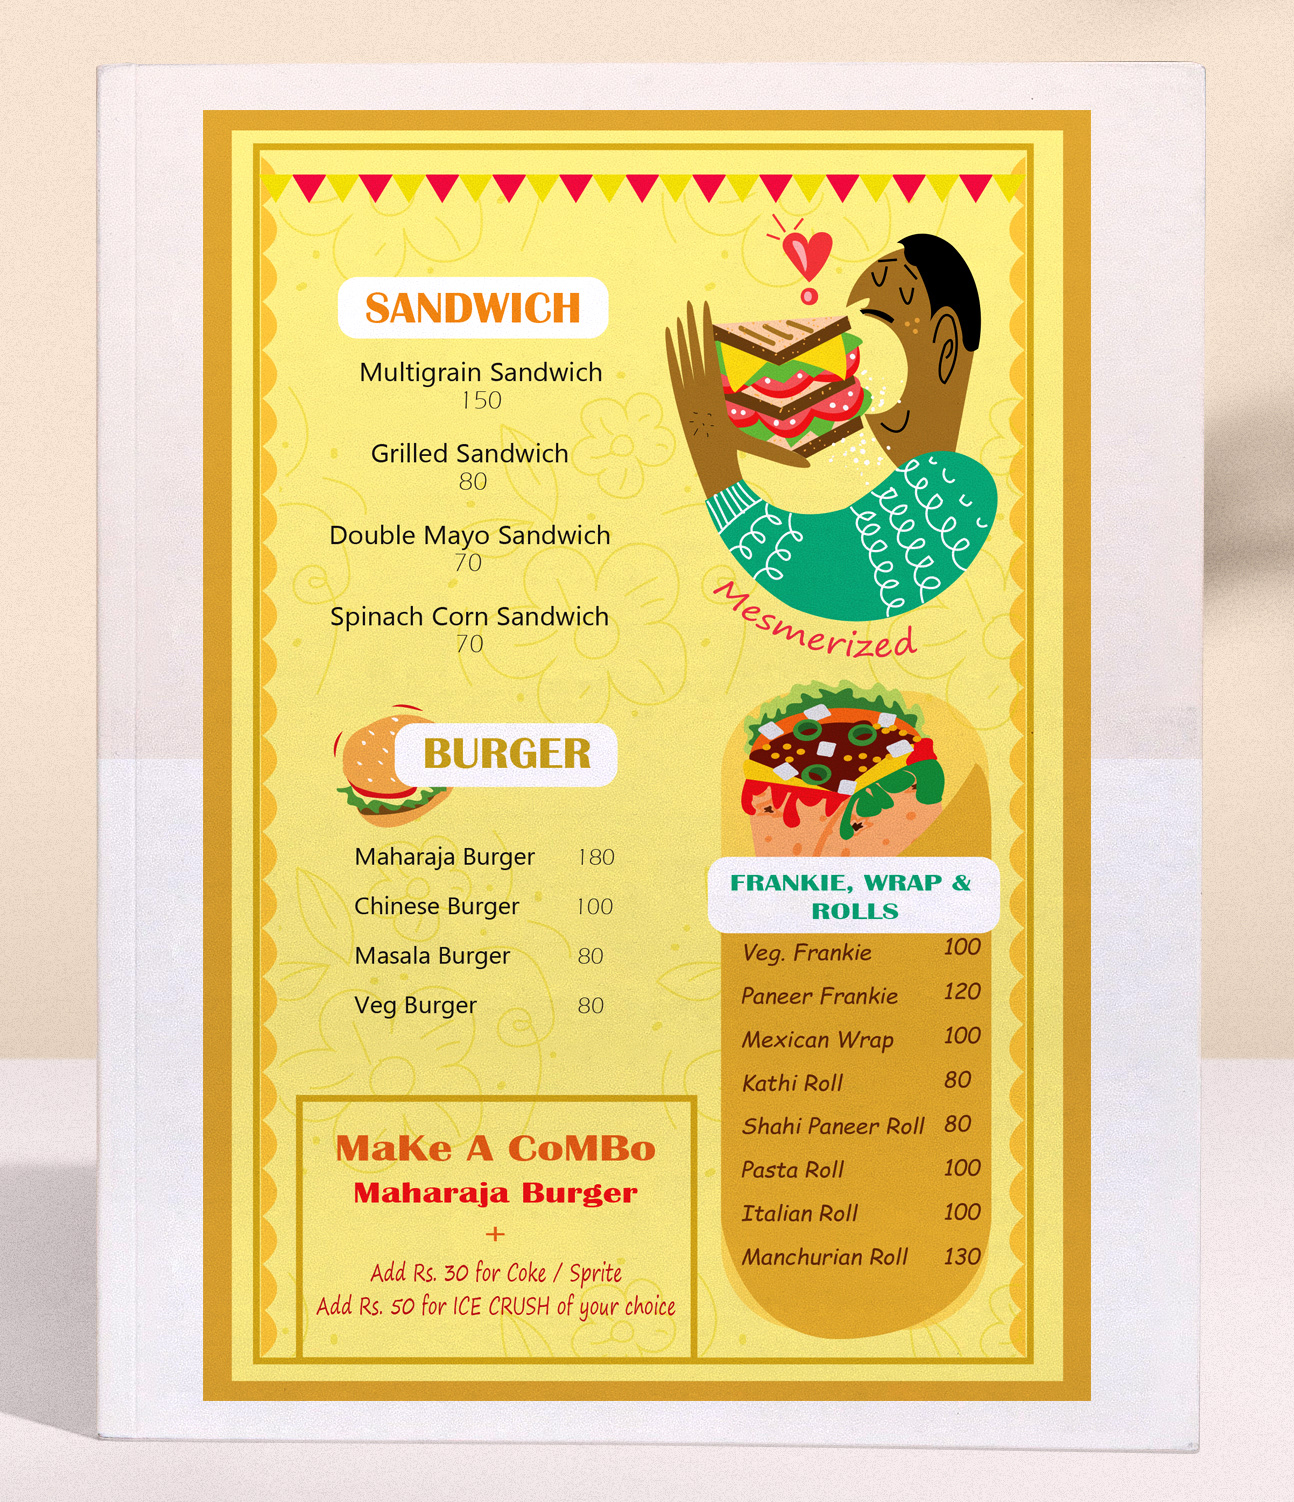 SANDWICH
Multigrain Sandwich
150
Grilled Sandwich
80
Double Mayo Sandwich
70
Spinach Corn Sandwich
70
Mesmerized
BURGER
Maharaja Burger 180
Chinese Burger 100
Masala Burger 80
Veg Burger 80
MaKe A CoMBo
Maharaja Burger
+
Add Rs. 30 for Coke / Sprite
Add Rs. 50 for ICE CRUSH of your choice
FRANKIE, WRAP &
ROLLS
Veg. Frankie 100
Paneer Frankie 120
Mexican Wrap 100
Kathi Roll 80
Shahi Paneer Roll 80
Pasta Roll 100
Italian Roll 100
Manchurian Roll 130